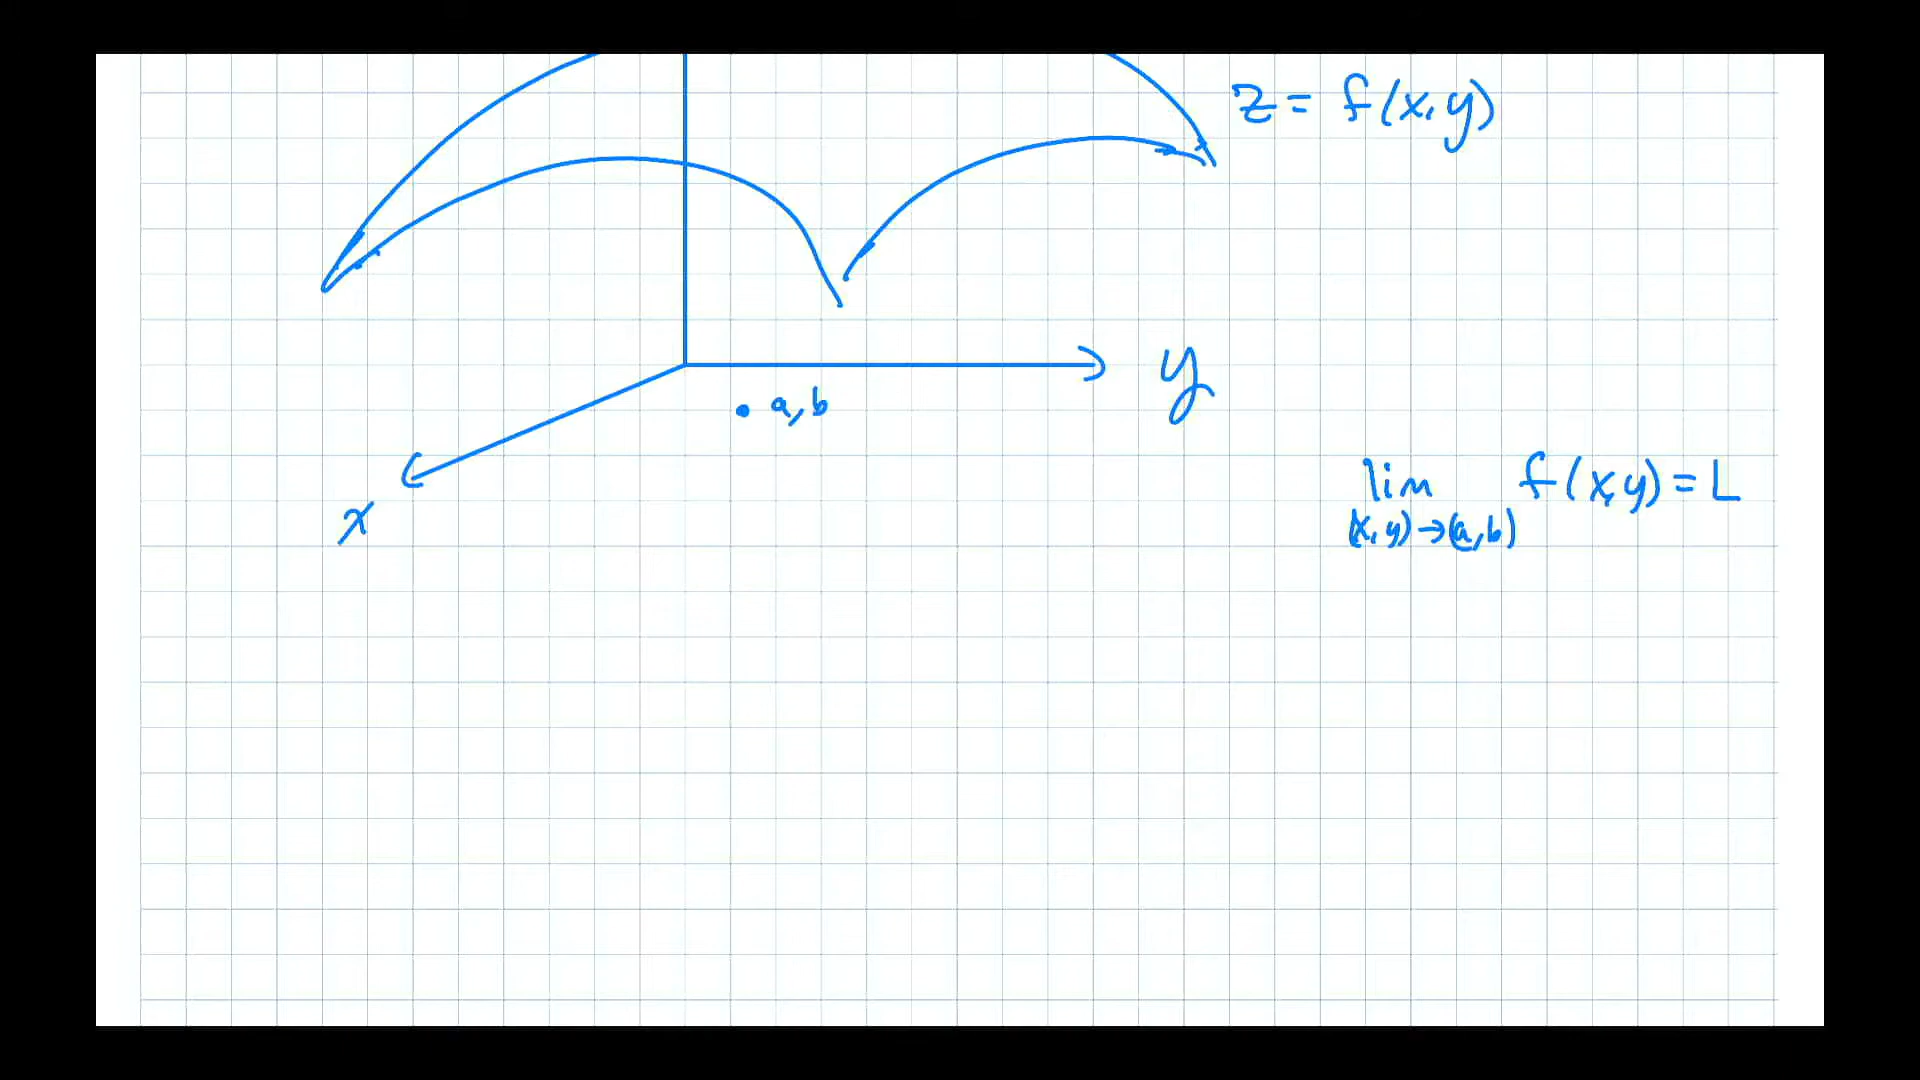 z = f(x,y)
y
a, b
x
lim f(x,y) = L
(x,y)→(a,b)